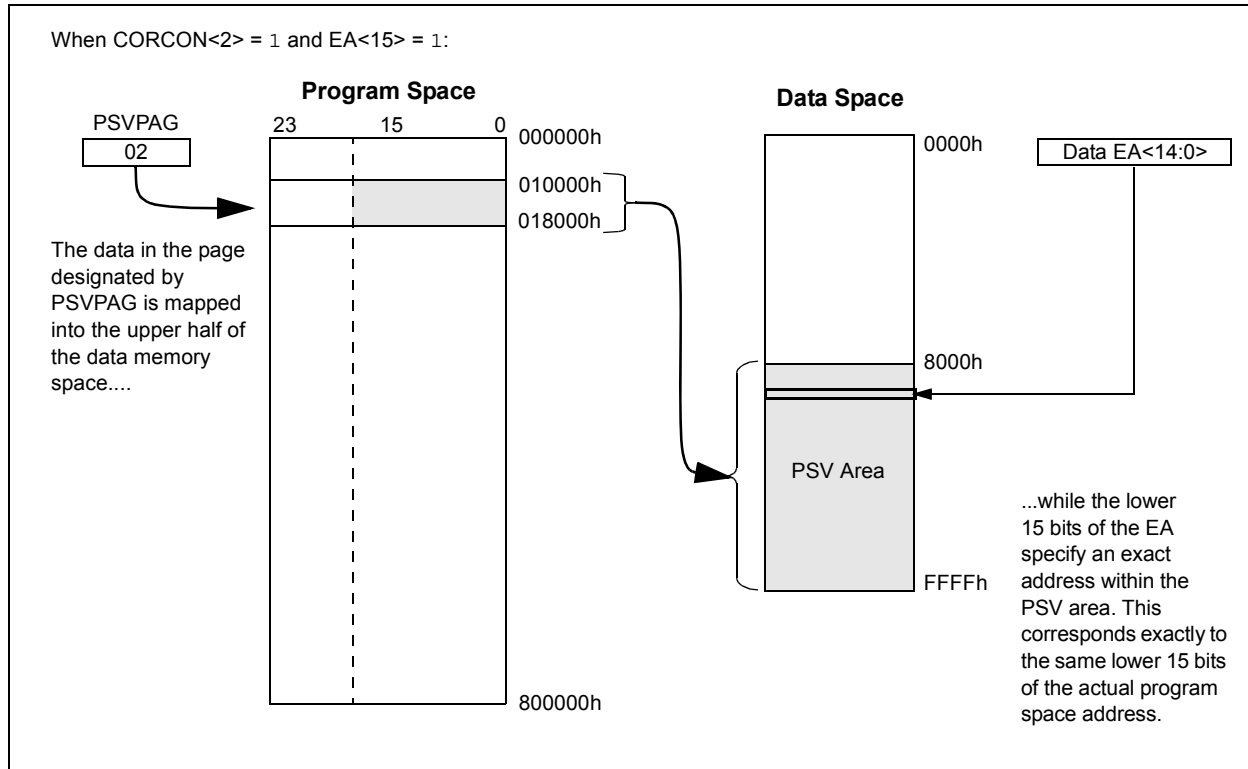 When CORCON<2> = 1 and EA<15> = 1:
Program Space
Data Space
PSVPAG
02
23 15 0
000000h
010000h
018000h
800000h
The data in the page
designated by
PSVPAG is mapped
into the upper half of
the data memory
space....
0000h
8000h
PSV Area
FFFFh
Data EA<14:0>
...while the lower
15 bits of the EA
specify an exact
address within the
PSV area. This
corresponds exactly to
the same lower 15 bits
of the actual program
space address.